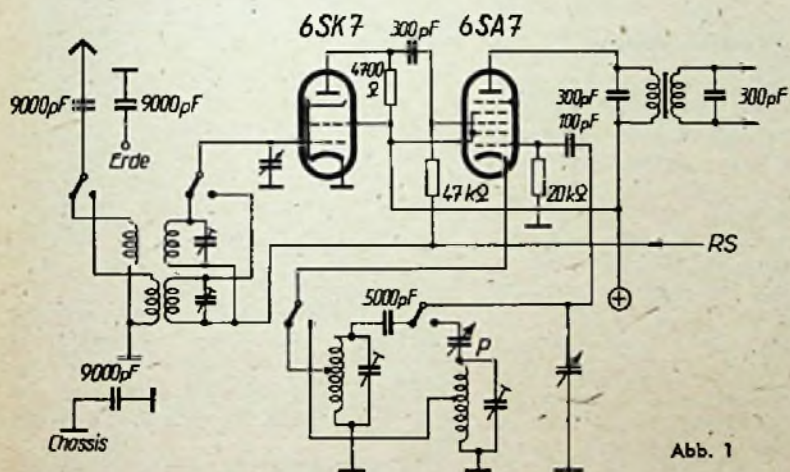 6SK7
300pF
6SA7
4700
Ω
9000pF
9000pF
Erde
300pF
100pF
300pF
47kΩ
20kΩ
RS
5000pF
P
9000pF
Chassis
Abb. 1